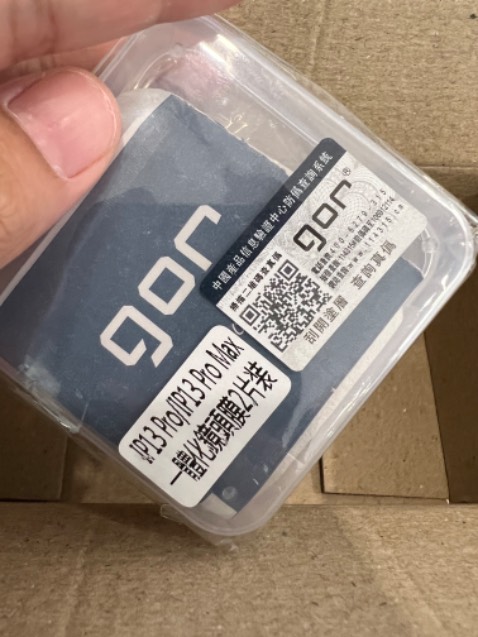 gor
中國產品信息驗證中心防偽查詢系統
gor®
刮開塗層 查詢真偽
iP13 Pro/iP13 Pro Max
一體化鏡頭膜2片裝